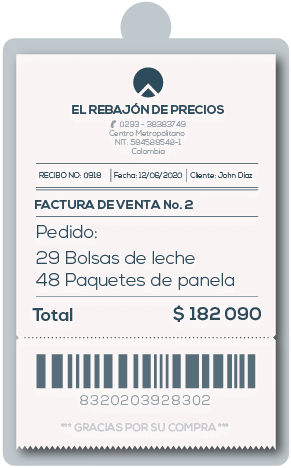 EL REBAJÓN DE PRECIOS
0293 - 38383749
Centro Metropolitano
NIT: 584588548-1
Colombia
RECIBO NO: 0918 Fecha: 12/06/2020 Cliente: John Díaz
FACTURA DE VENTA No. 2
Pedido:
29 Bolsas de leche
48 Paquetes de panela
Total $ 182 090
8320203928302
*** GRACIAS POR SU COMPRA ***